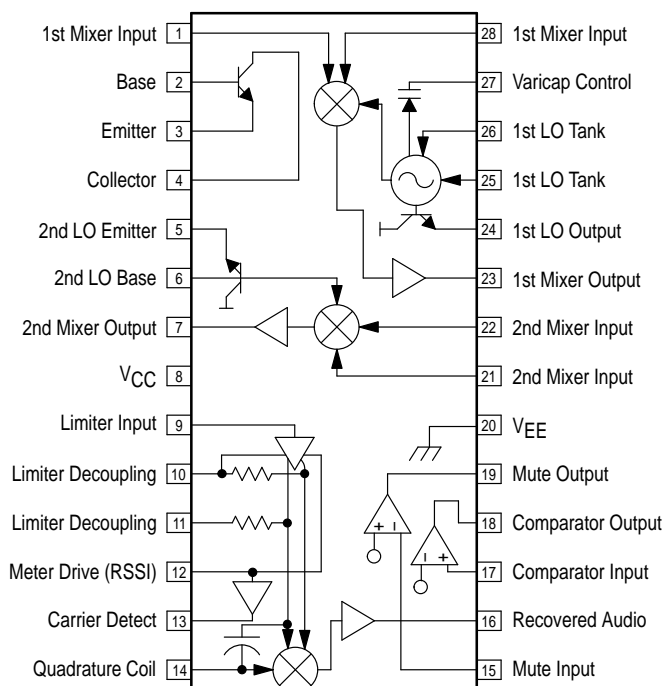 1st Mixer Input 1
28 1st Mixer Input
Base 2
27 Varicap Control
Emitter 3
26 1st LO Tank
Collector 4
25 1st LO Tank
2nd LO Emitter 5
24 1st LO Output
2nd LO Base 6
23 1st Mixer Output
2nd Mixer Output 7
22 2nd Mixer Input
VCC 8
21 2nd Mixer Input
Limiter Input 9
20 VEE
Limiter Decoupling 10
19 Mute Output
Limiter Decoupling 11
18 Comparator Output
Meter Drive (RSSI) 12
17 Comparator Input
Carrier Detect 13
16 Recovered Audio
Quadrature Coil 14
15 Mute Input
+ –
– +